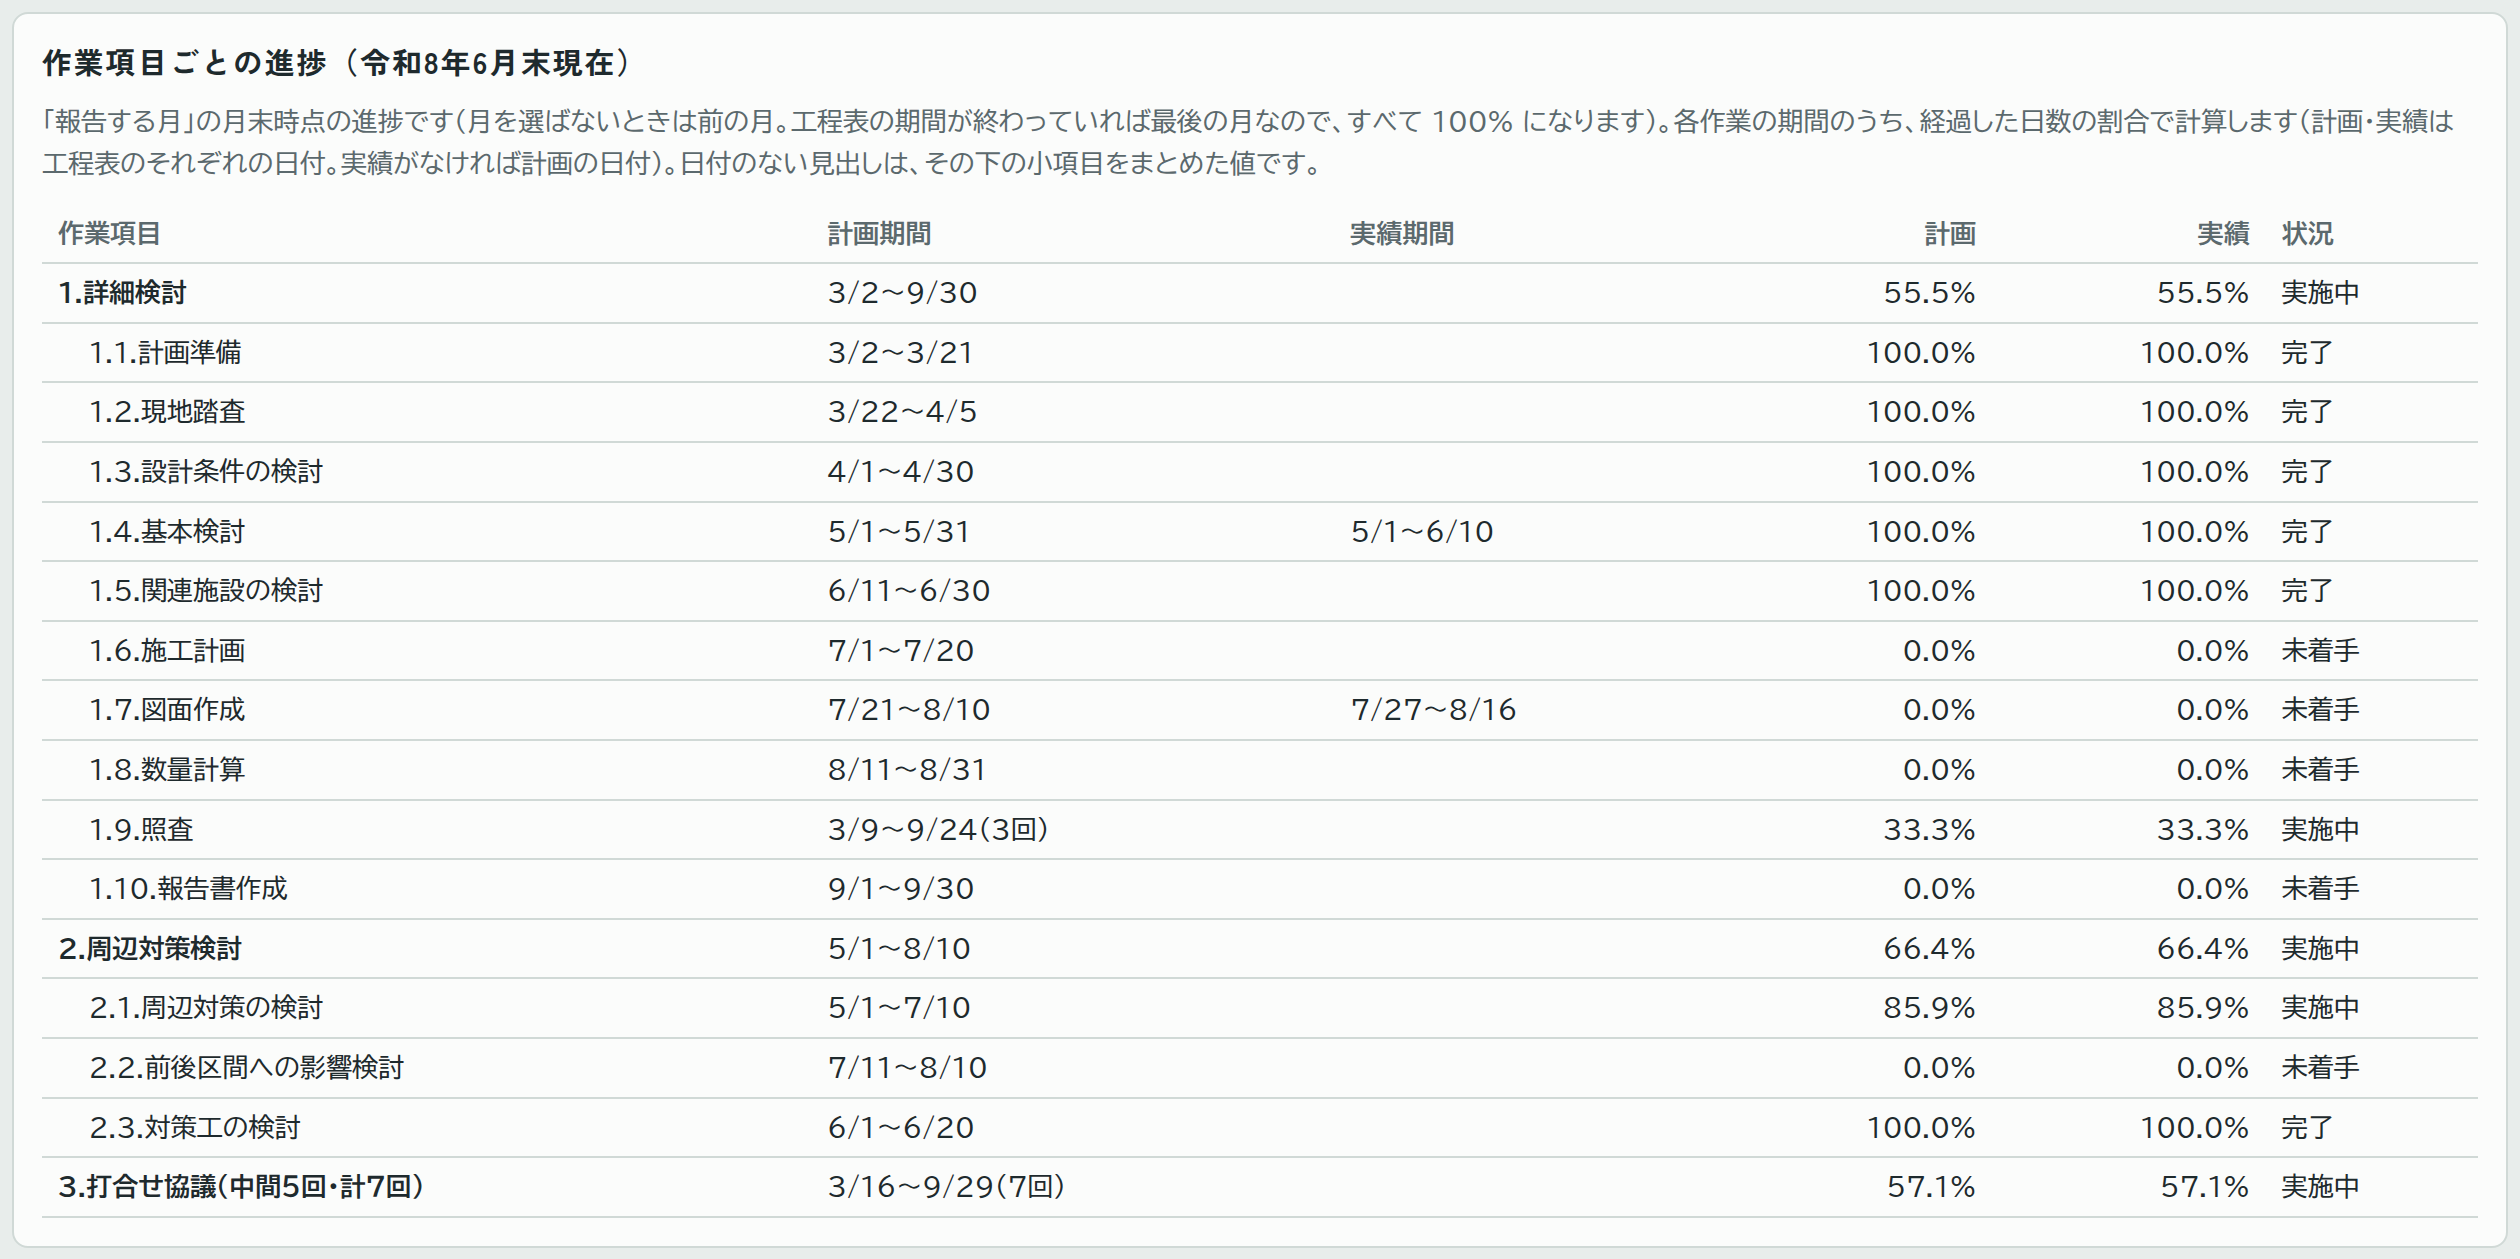 作業項目ごとの進捗（令和8年6月末現在）
「報告する月」の月末時点の進捗です（月を選ばないときは前の月。工程表の期間が終わっていれば最後の月なので、すべて 100% になります）。各作業の期間のうち、経過した日数の割合で計算します（計画・実績は
工程表のそれぞれの日付。実績がなければ計画の日付）。日付のない見出しは、その下の小項目をまとめた値です。
作業項目 計画期間 実績期間 計画 実績 状況
1.詳細検討 3/2～9/30 55.5% 55.5% 実施中
1.1.計画準備 3/2～3/21 100.0% 100.0% 完了
1.2.現地踏査 3/22～4/5 100.0% 100.0% 完了
1.3.設計条件の検討 4/1～4/30 100.0% 100.0% 完了
1.4.基本検討 5/1～5/31 5/1～6/10 100.0% 100.0% 完了
1.5.関連施設の検討 6/11～6/30 100.0% 100.0% 完了
1.6.施工計画 7/1～7/20 0.0% 0.0% 未着手
1.7.図面作成 7/21～8/10 7/27～8/16 0.0% 0.0% 未着手
1.8.数量計算 8/11～8/31 0.0% 0.0% 未着手
1.9.照査 3/9～9/24（3回） 33.3% 33.3% 実施中
1.10.報告書作成 9/1～9/30 0.0% 0.0% 未着手
2.周辺対策検討 5/1～8/10 66.4% 66.4% 実施中
2.1.周辺対策の検討 5/1～7/10 85.9% 85.9% 実施中
2.2.前後区間への影響検討 7/11～8/10 0.0% 0.0% 未着手
2.3.対策工の検討 6/1～6/20 100.0% 100.0% 完了
3.打合せ協議（中間5回・計7回） 3/16～9/29（7回） 57.1% 57.1% 実施中